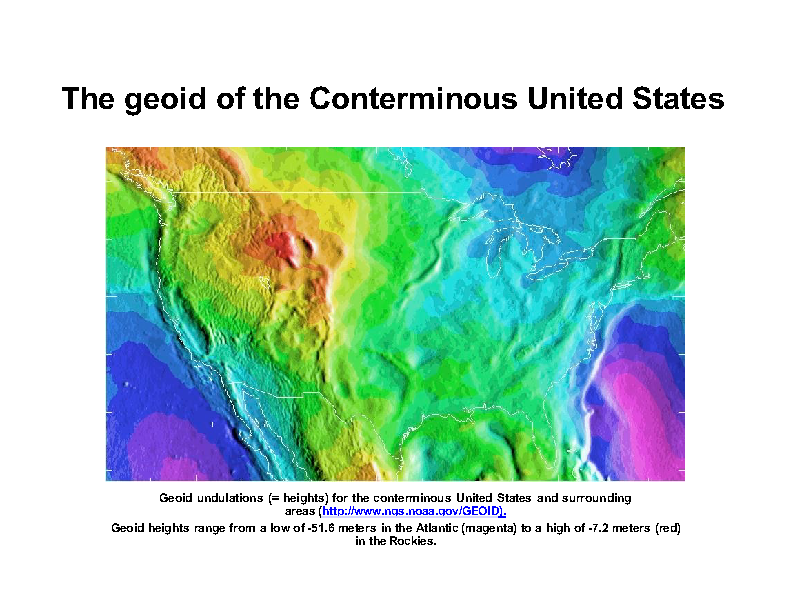 The geoid of the Conterminous United States
Geoid undulations (= heights) for the conterminous United States and surrounding
areas (http://www.ngs.noaa.gov/GEOID).
Geoid heights range from a low of -51.6 meters in the Atlantic (magenta) to a high of -7.2 meters (red)
in the Rockies.